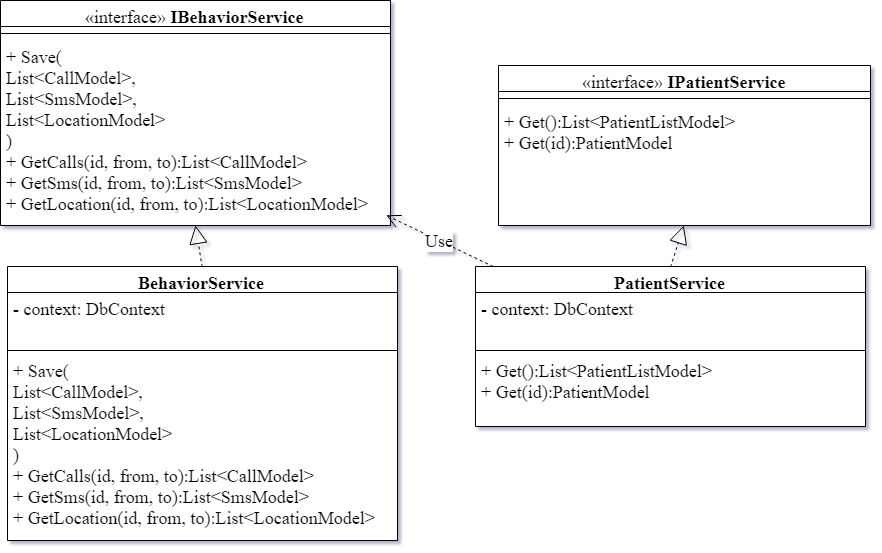 «interface» IBehaviorService
+ Save(
List<CallModel>,
List<SmsModel>,
List<LocationModel>
)
+ GetCalls(id, from, to):List<CallModel>
+ GetSms(id, from, to):List<SmsModel>
+ GetLocation(id, from, to):List<LocationModel>
«interface» IPatientService
+ Get():List<PatientListModel>
+ Get(id):PatientModel
Use
BehaviorService
- context: DbContext
+ Save(
List<CallModel>,
List<SmsModel>,
List<LocationModel>
)
+ GetCalls(id, from, to):List<CallModel>
+ GetSms(id, from, to):List<SmsModel>
+ GetLocation(id, from, to):List<LocationModel>
PatientService
- context: DbContext
+ Get():List<PatientListModel>
+ Get(id):PatientModel